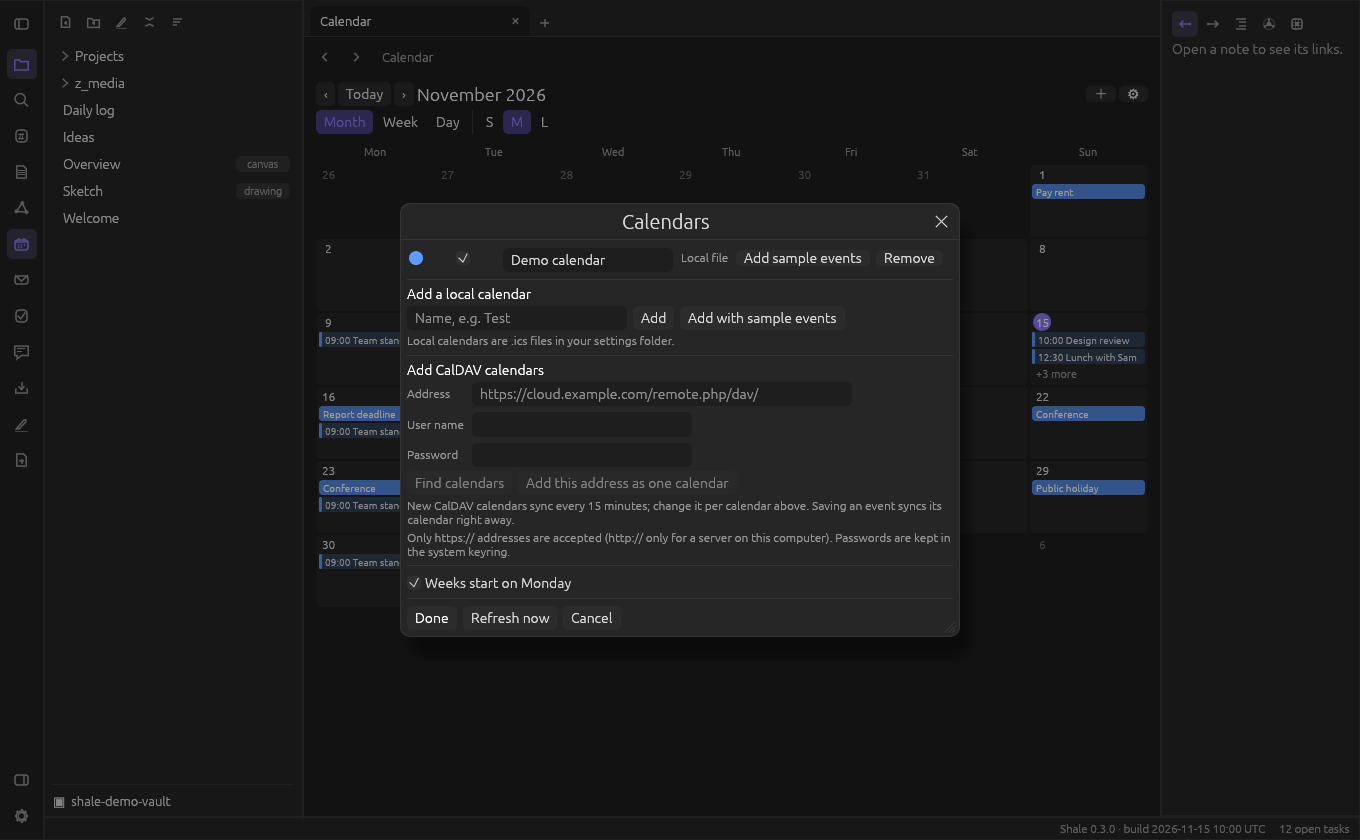 Calendar × +
Projects
z_media
Daily log
Ideas
Overview canvas
Sketch drawing
Welcome
shale-demo-vault
Calendar
‹ Today › November 2026
Month Week Day S M L
Mon Tue Wed Thu Fri Sat Sun
26 27 28 29 30 31 1
Pay rent
2 8
9 15
09:00 Team stan 10:00 Design review
12:30 Lunch with Sam
+3 more
16 22
Report deadline Conference
09:00 Team stan
23 29
Conference Public holiday
09:00 Team stan
30 6
09:00 Team stan
Calendars
Demo calendar Local file Add sample events Remove
Add a local calendar
Name, e.g. Test Add Add with sample events
Local calendars are .ics files in your settings folder.
Add CalDAV calendars
Address https://cloud.example.com/remote.php/dav/
User name
Password
Find calendars Add this address as one calendar
New CalDAV calendars sync every 15 minutes; change it per calendar above. Saving an event syncs its
calendar right away.
Only https:// addresses are accepted (http:// only for a server on this computer). Passwords are kept in
the system keyring.
Weeks start on Monday
Done Refresh now Cancel
Open a note to see its links.
Shale 0.3.0 · build 2026-11-15 10:00 UTC 12 open tasks